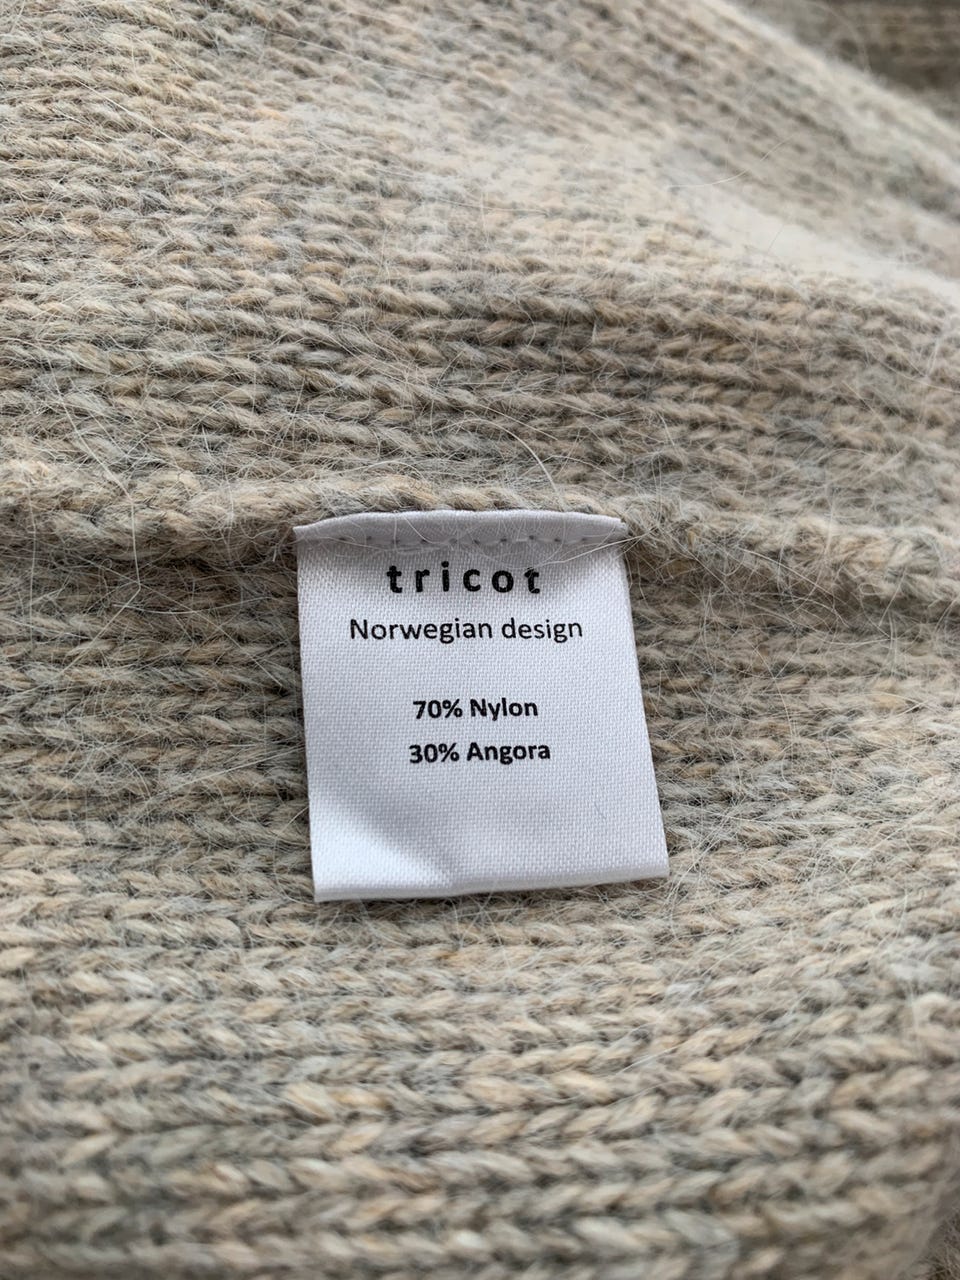 tricot
Norwegian design
70% Nylon
30% Angora